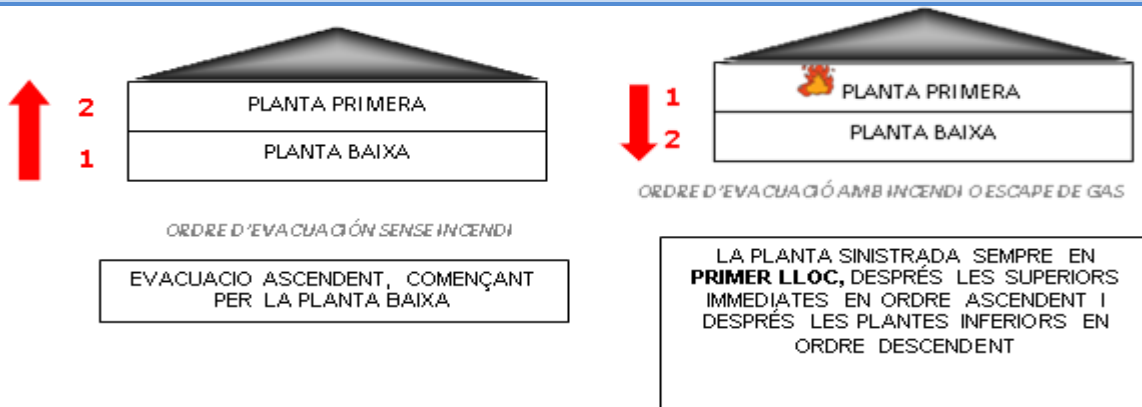 2
PLANTA PRIMERA
1
PLANTA BAIXA
ORDRE D'EVACUACIÓN SENSE INCENDI
EVACUACIO ASCENDENT, COMENÇANT
PER LA PLANTA BAIXA
1
PLANTA PRIMERA
2
PLANTA BAIXA
ORDRE D'EVACUACIÓ AMB INCENDI O ESCAPE DE GAS
LA PLANTA SINISTRADA SEMPRE EN
PRIMER LLOC, DESPRÉS LES SUPERIORS
IMMEDIATES EN ORDRE ASCENDENT I
DESPRÉS LES PLANTES INFERIORS EN
ORDRE DESCENDENT